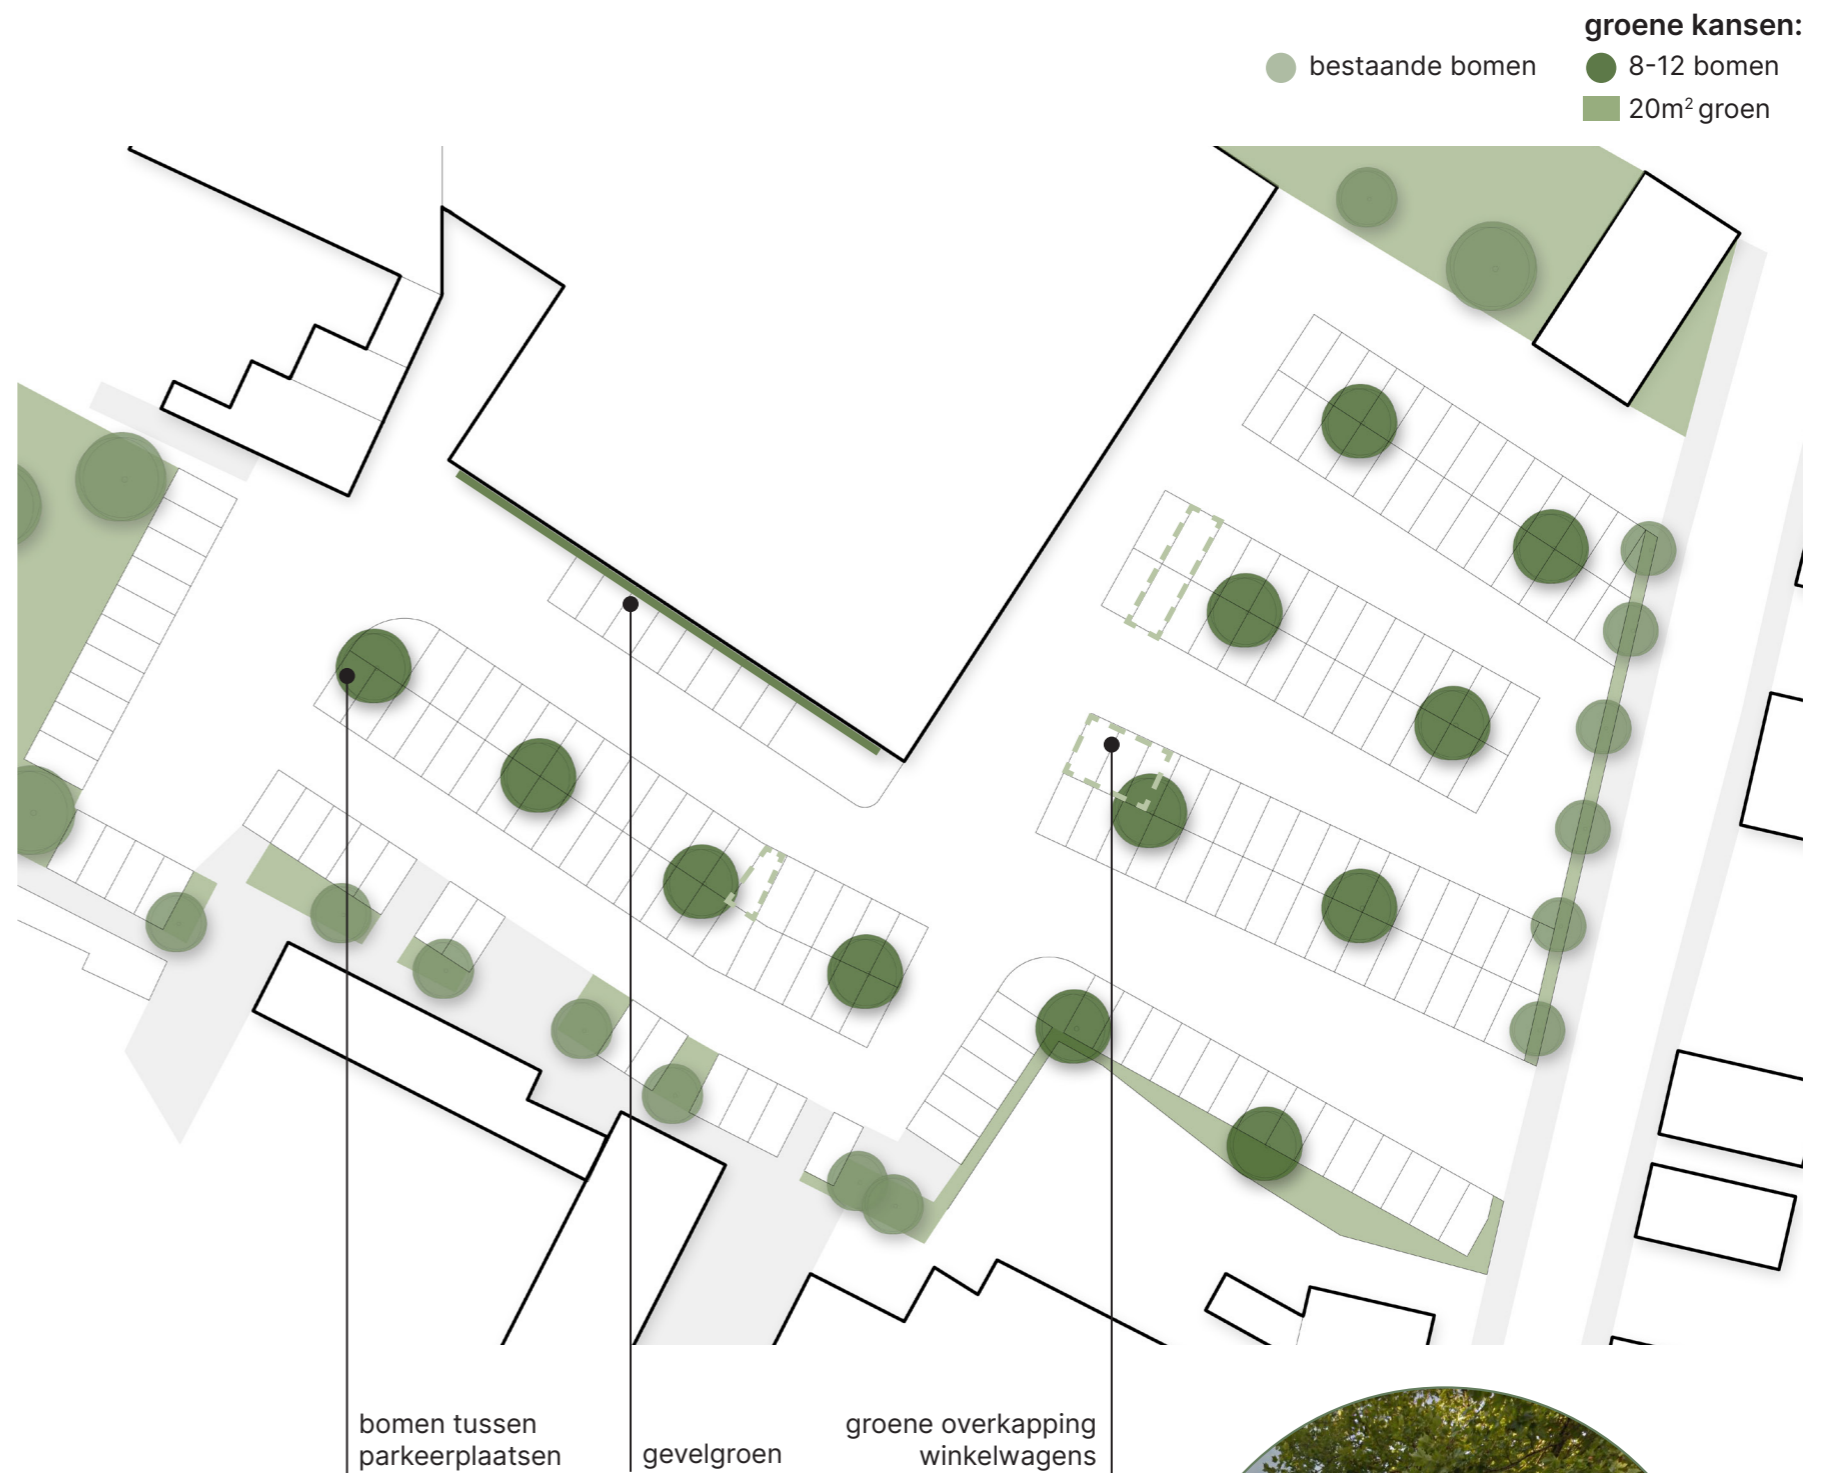 groene kansen:
bestaande bomen
8-12 bomen
20m² groen
bomen tussen
parkeerplaatsen
gevelgroen
groene overkapping
winkelwagens